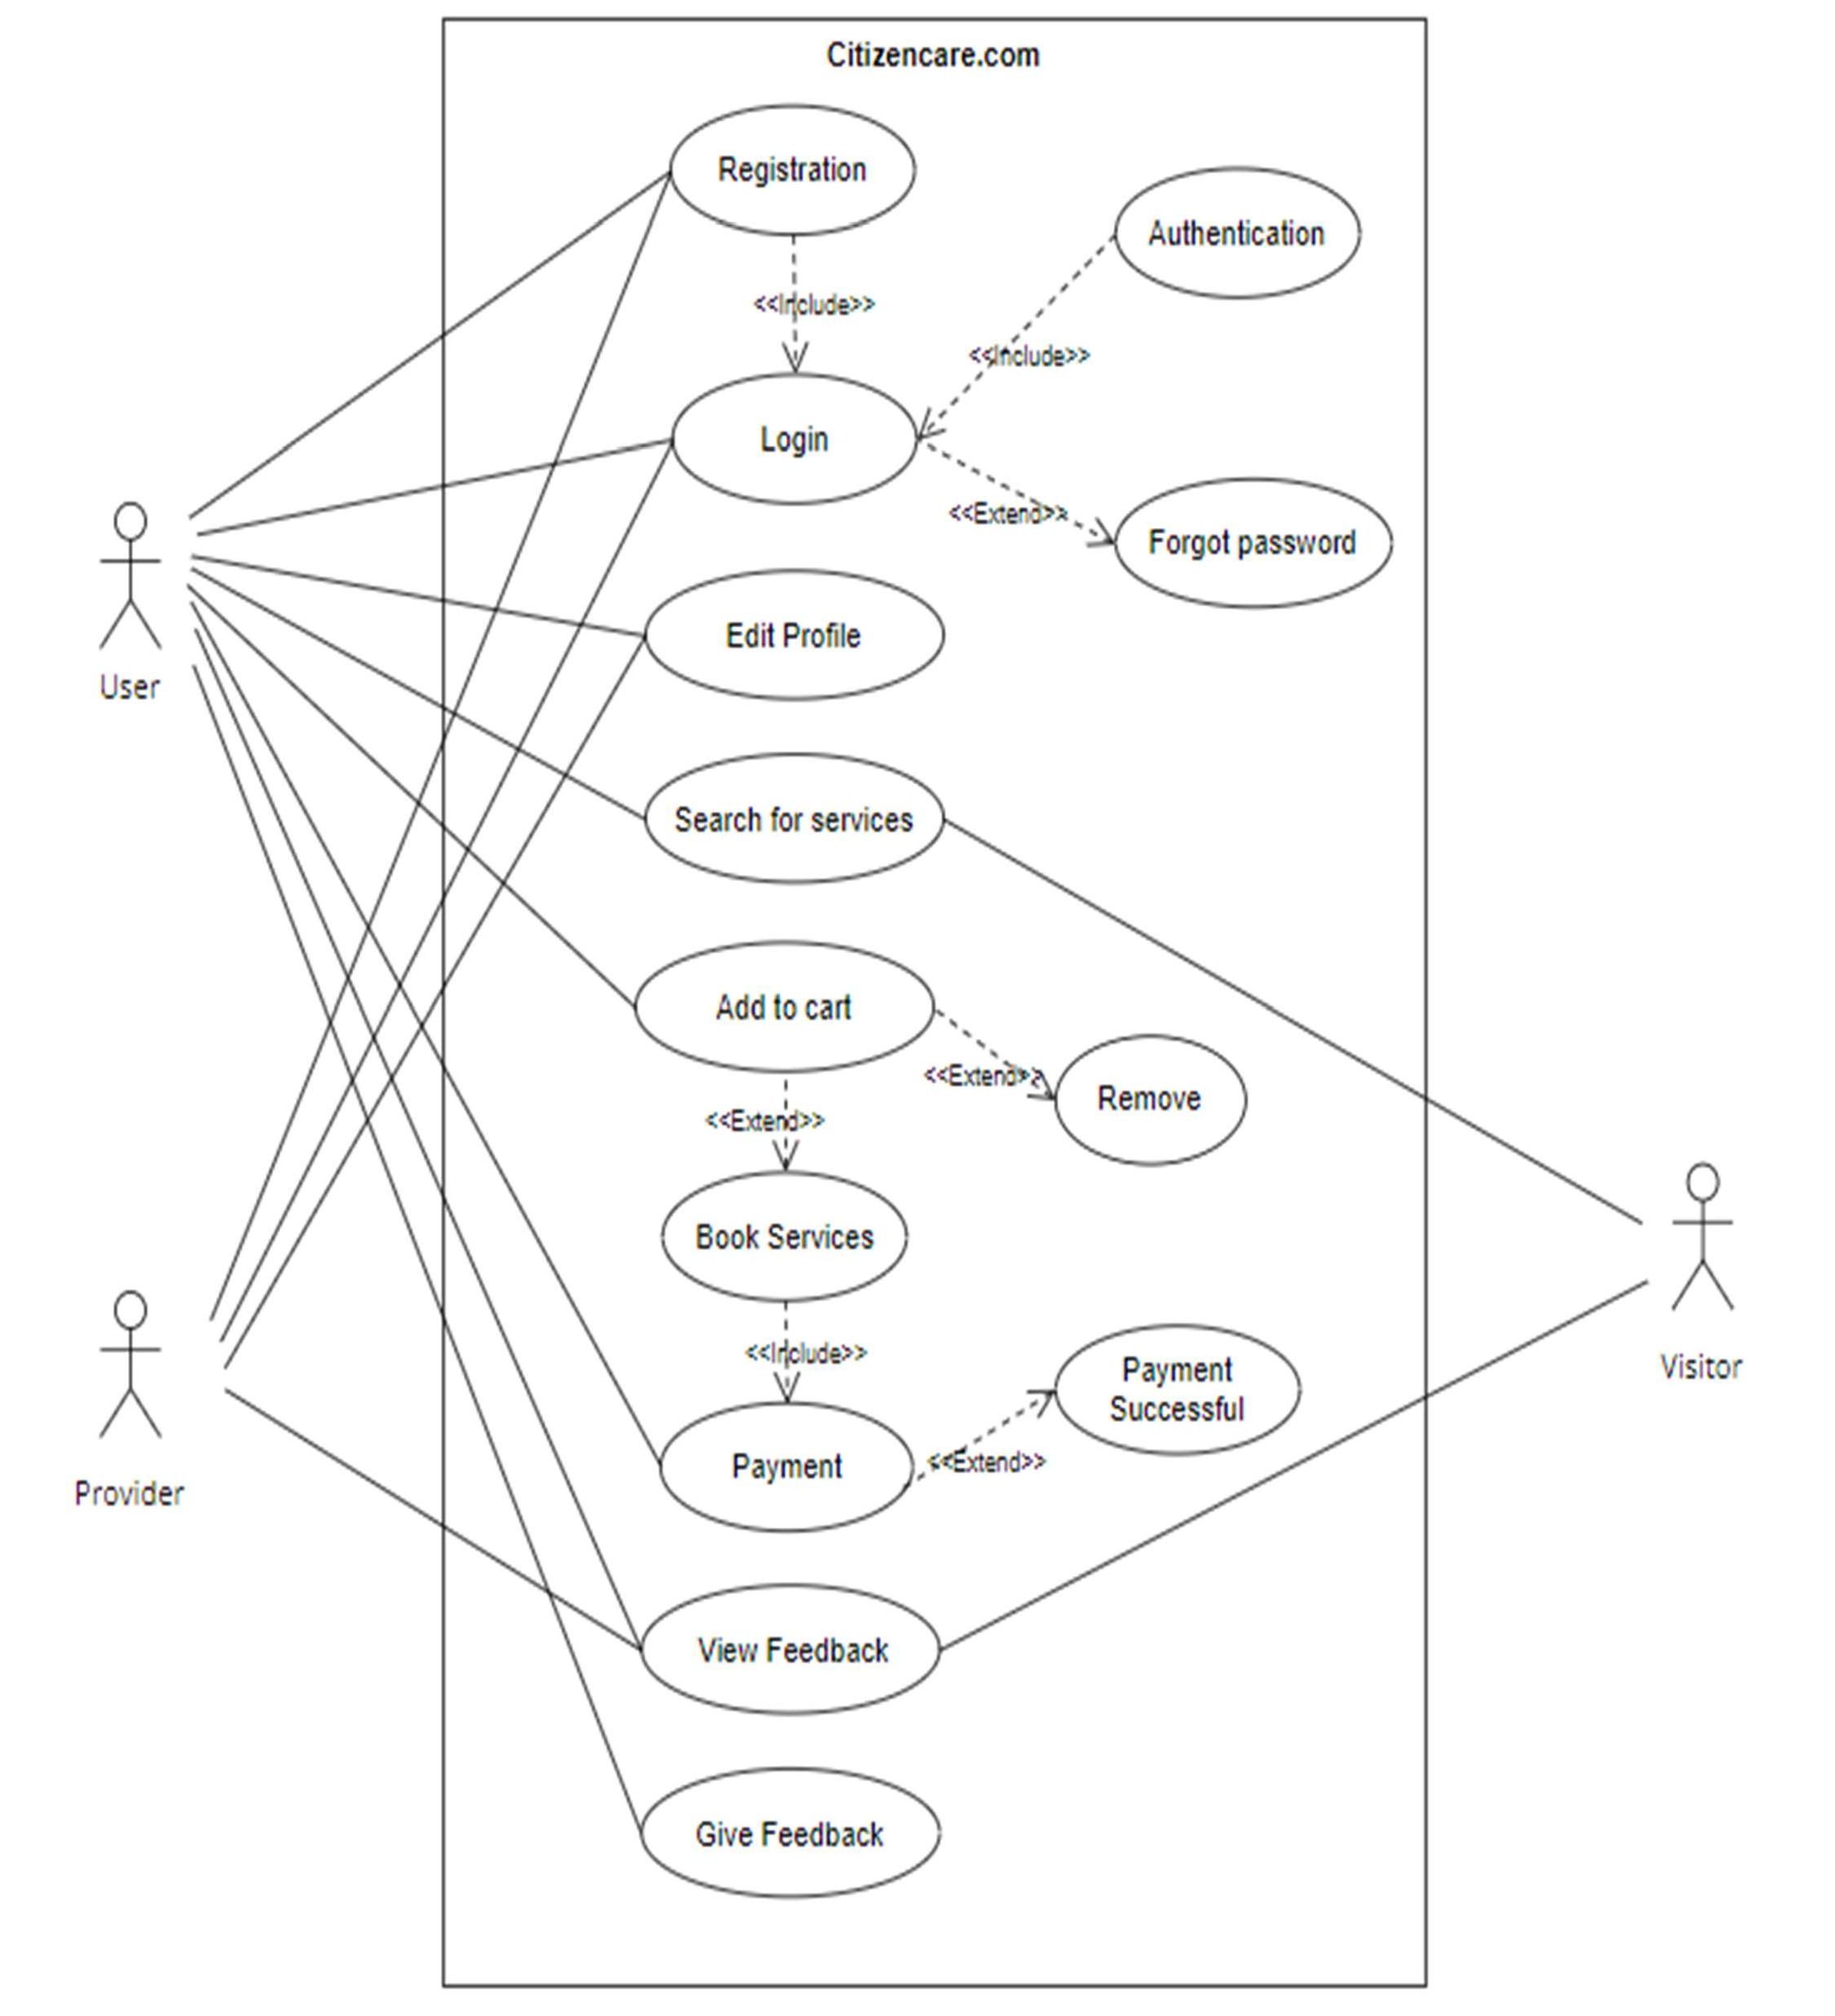 Citizencare.com
Registration
Authentication
<<Include>>
<<Include>>
Login
<<Extend>>
Forgot password
Edit Profile
User
Search for services
Add to cart
<<Extend>>
Remove
<<Extend>>
Book Services
<<Include>>
Payment
Successful
Visitor
Payment
<<Extend>>
Provider
View Feedback
Give Feedback